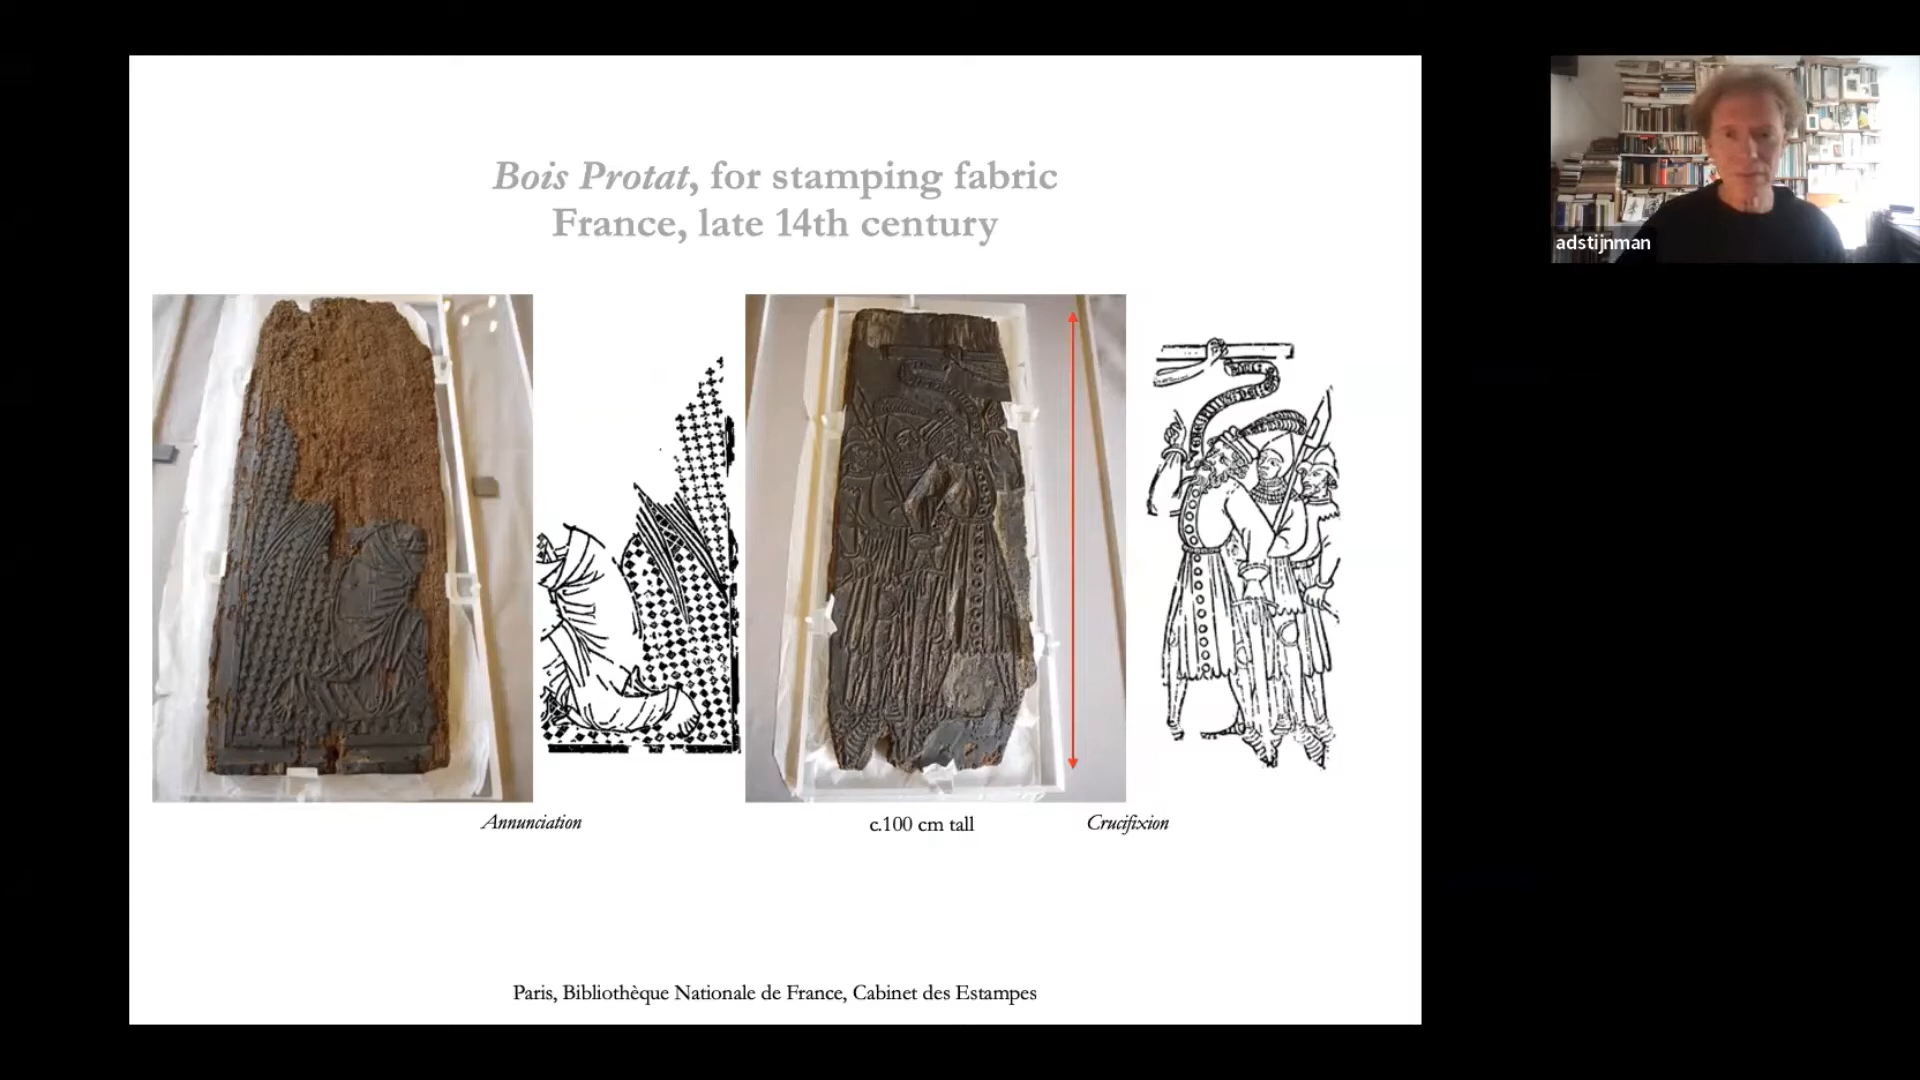 Bois Protat, for stamping fabric
France, late 14th century
adstijnman
Annunciation
c.100 cm tall
Crucifixion
Paris, Bibliothèque Nationale de France, Cabinet des Estampes